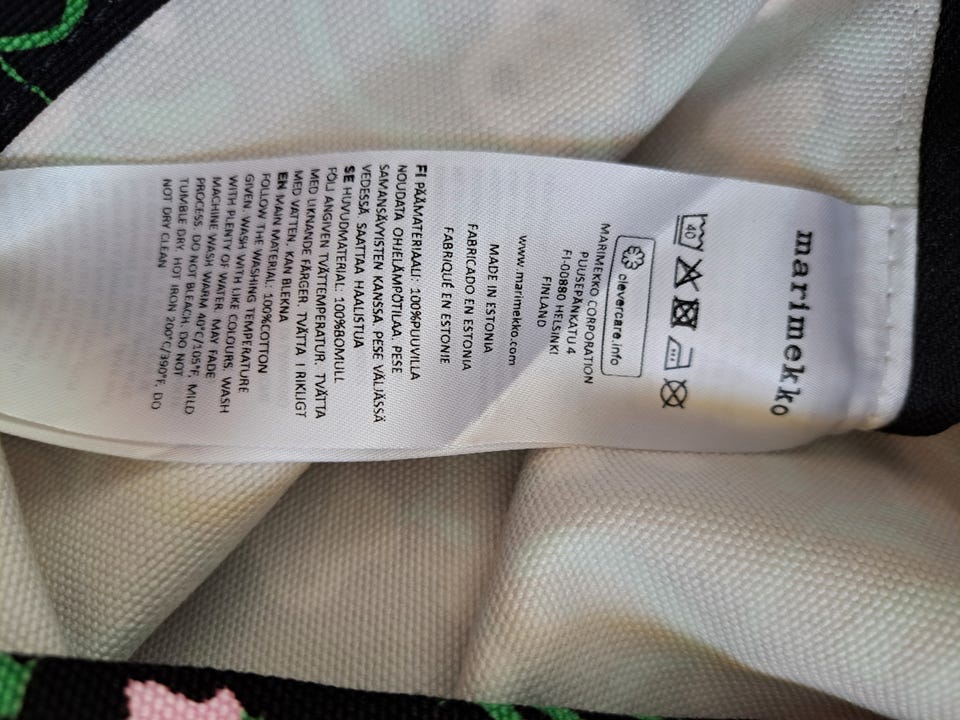 marimekko
40
clevercare.info
MARIMEKKO CORPORATION
PUUSEPÄNKATU 4
FI-00880 HELSINKI
FINLAND
www.marimekko.com
MADE IN ESTONIA
FABRICADO EN ESTONIA
FABRIQUÉ EN ESTONIE
FI PÄÄMATERIAALI: 100%PUUVILLA
NOUDATA OHJELÄMPÖTILAA. PESE
SAMANSÄVYISTEN KANSSA. PESE VÄLJÄSSÄ
VEDESSÄ. SAATTAA HAALISTUA
SE HUVUDMATERIAL: 100%BOMULL
FÖLJ ANGIVEN TVÄTTEMPERATUR. TVÄTTA
MED LIKNANDE FÄRGER. TVÄTTA I RIKLIGT
MED VATTEN. KAN BLEKNA
EN MAIN MATERIAL: 100%COTTON
FOLLOW THE WASHING TEMPERATURE
GIVEN. WASH WITH LIKE COLOURS. WASH
WITH PLENTY OF WATER. MAY FADE
MACHINE WASH WARM 40°C/105°F, MILD
PROCESS. DO NOT BLEACH. DO NOT
TUMBLE DRY. HOT IRON 200°C/390°F. DO
NOT DRY CLEAN